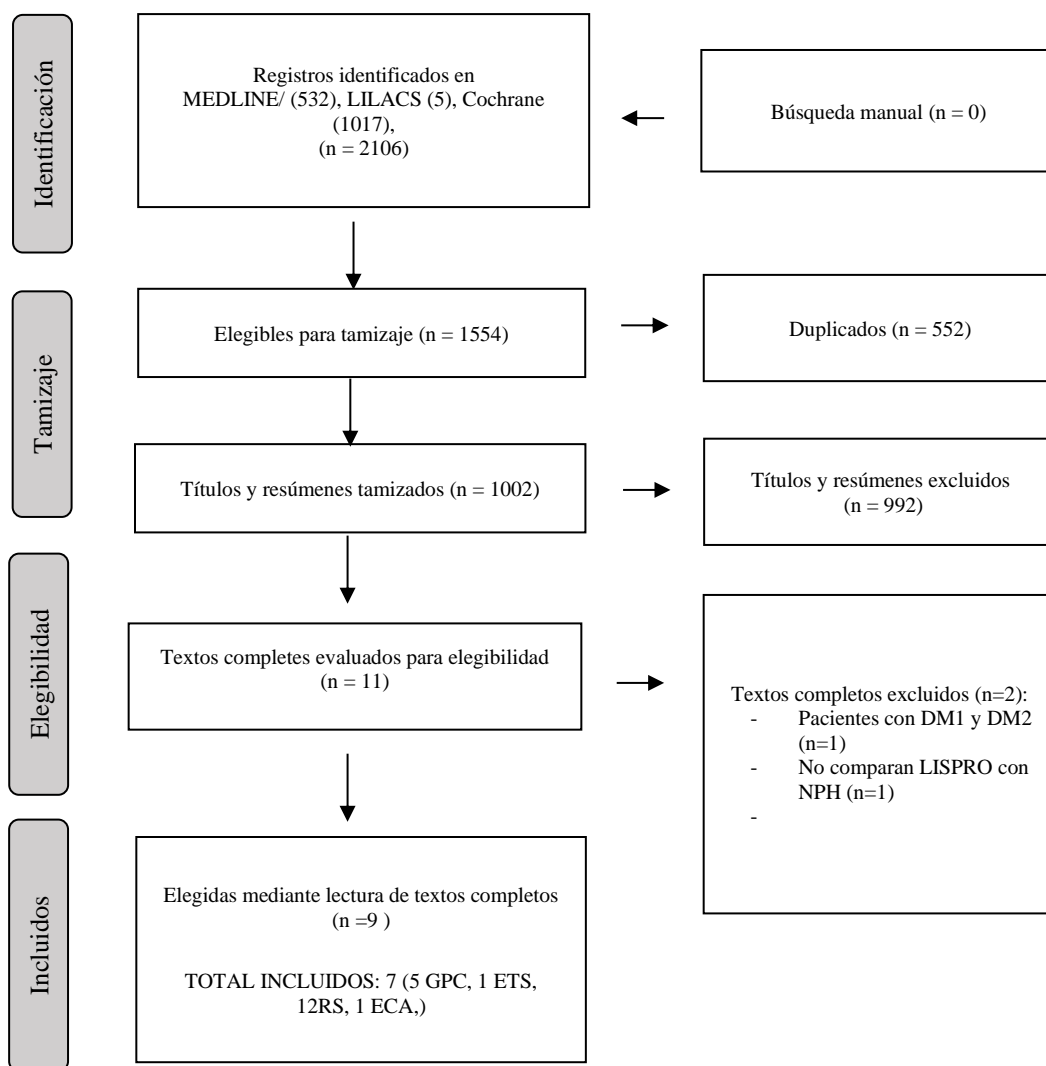 Identificación
Registros identificados en
MEDLINE/ (532), LILACS (5), Cochrane
(1017),
(n = 2106)
Búsqueda manual (n = 0)
Tamizaje
Elegibles para tamizaje (n = 1554)
Duplicados (n = 552)
Títulos y resúmenes tamizados (n = 1002)
Títulos y resúmenes excluidos
(n = 992)
Elegibilidad
Textos completes evaluados para elegibilidad
(n = 11)
Textos completos excluidos (n=2):
- Pacientes con DM1 y DM2
(n=1)
- No comparan LISPRO con
NPH (n=1)
-
Incluidos
Elegidas mediante lectura de textos completos
(n =9 )
TOTAL INCLUIDOS: 7 (5 GPC, 1 ETS,
12RS, 1 ECA,)